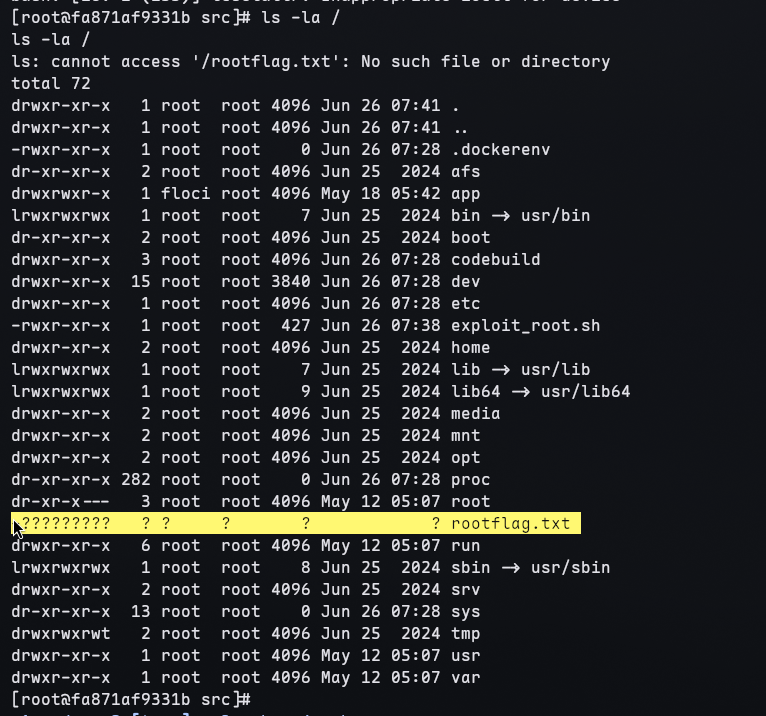 [root@fa871af9331b src]# ls -la /
ls -la /
ls: cannot access '/rootflag.txt': No such file or directory
total 72
drwxr-xr-x   1 root  root 4096 Jun 26 07:41 .
drwxr-xr-x   1 root  root 4096 Jun 26 07:41 ..
-rwxr-xr-x   1 root  root    0 Jun 26 07:28 .dockerenv
dr-xr-xr-x   2 root  root 4096 Jun 25  2024 afs
drwxrwxr-x   1 floci root 4096 May 18 05:42 app
lrwxrwxrwx   1 root  root    7 Jun 25  2024 bin -> usr/bin
dr-xr-xr-x   2 root  root 4096 Jun 25  2024 boot
drwxr-xr-x   3 root  root 4096 Jun 26 07:28 codebuild
drwxr-xr-x  15 root  root 3840 Jun 26 07:28 dev
drwxr-xr-x   1 root  root 4096 Jun 26 07:28 etc
-rwxr-xr-x   1 root  root  427 Jun 26 07:38 exploit_root.sh
drwxr-xr-x   2 root  root 4096 Jun 25  2024 home
lrwxrwxrwx   1 root  root    7 Jun 25  2024 lib -> usr/lib
lrwxrwxrwx   1 root  root    9 Jun 25  2024 lib64 -> usr/lib64
drwxr-xr-x   2 root  root 4096 Jun 25  2024 media
drwxr-xr-x   2 root  root 4096 Jun 25  2024 mnt
drwxr-xr-x   2 root  root 4096 Jun 25  2024 opt
dr-xr-xr-x 282 root  root    0 Jun 26 07:28 proc
dr-xr-x---   3 root  root 4096 May 12 05:07 root
?????????   ? ?     ?       ?            ? rootflag.txt
drwxr-xr-x   6 root  root 4096 May 12 05:07 run
lrwxrwxrwx   1 root  root    8 Jun 25  2024 sbin -> usr/sbin
drwxr-xr-x   2 root  root 4096 Jun 25  2024 srv
dr-xr-xr-x  13 root  root    0 Jun 26 07:28 sys
drwxrwxrwt   2 root  root 4096 Jun 25  2024 tmp
drwxr-xr-x   1 root  root 4096 May 12 05:07 usr
drwxr-xr-x   1 root  root 4096 May 12 05:07 var
[root@fa871af9331b src]#